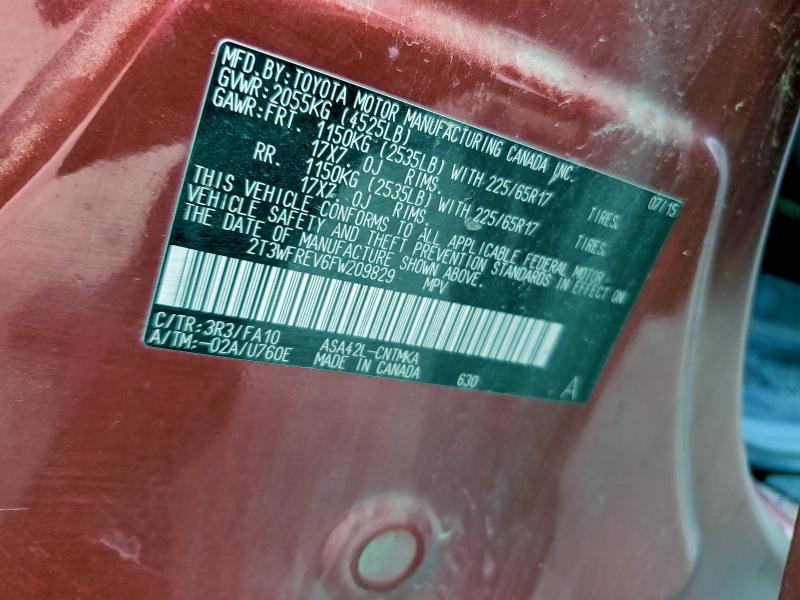 MFD. BY: TOYOTA MOTOR MANUFACTURING CANADA INC.
GVWR: 2055KG (4525LB) 07/15
GAWR: FRT. 1150KG (2535LB) WITH 225/65R17 TIRES,
17X7.0J RIMS.
RR. 1150KG (2535LB) WITH 225/65R17 TIRES,
17X7.0J RIMS.
THIS VEHICLE CONFORMS TO ALL APPLICABLE FEDERAL MOTOR
VEHICLE SAFETY AND THEFT PREVENTION STANDARDS IN EFFECT ON
THE DATE OF MANUFACTURE SHOWN ABOVE.
2T3WFREV6FW209829 MPV
C/TR: 3R3/FA10 ASA42L-CNTMKA
A/TM: -02A/U760E MADE IN CANADA 630 A